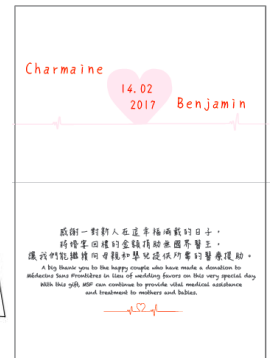 Charmaine
14.02
2017
Benjamin
感謝一對新人在這幸福滿載的日子，
將婚宴回禮的金額捐助無國界醫生，
讓我們能繼續向母親和嬰兒提供所需的醫療援助。
A big thank you to the happy couple who have made a donation to
Médecins Sans Frontières in lieu of wedding favors on this very special day.
With this gift, MSF can continue to provide vital medical assistance
and treatment to mothers and babies.